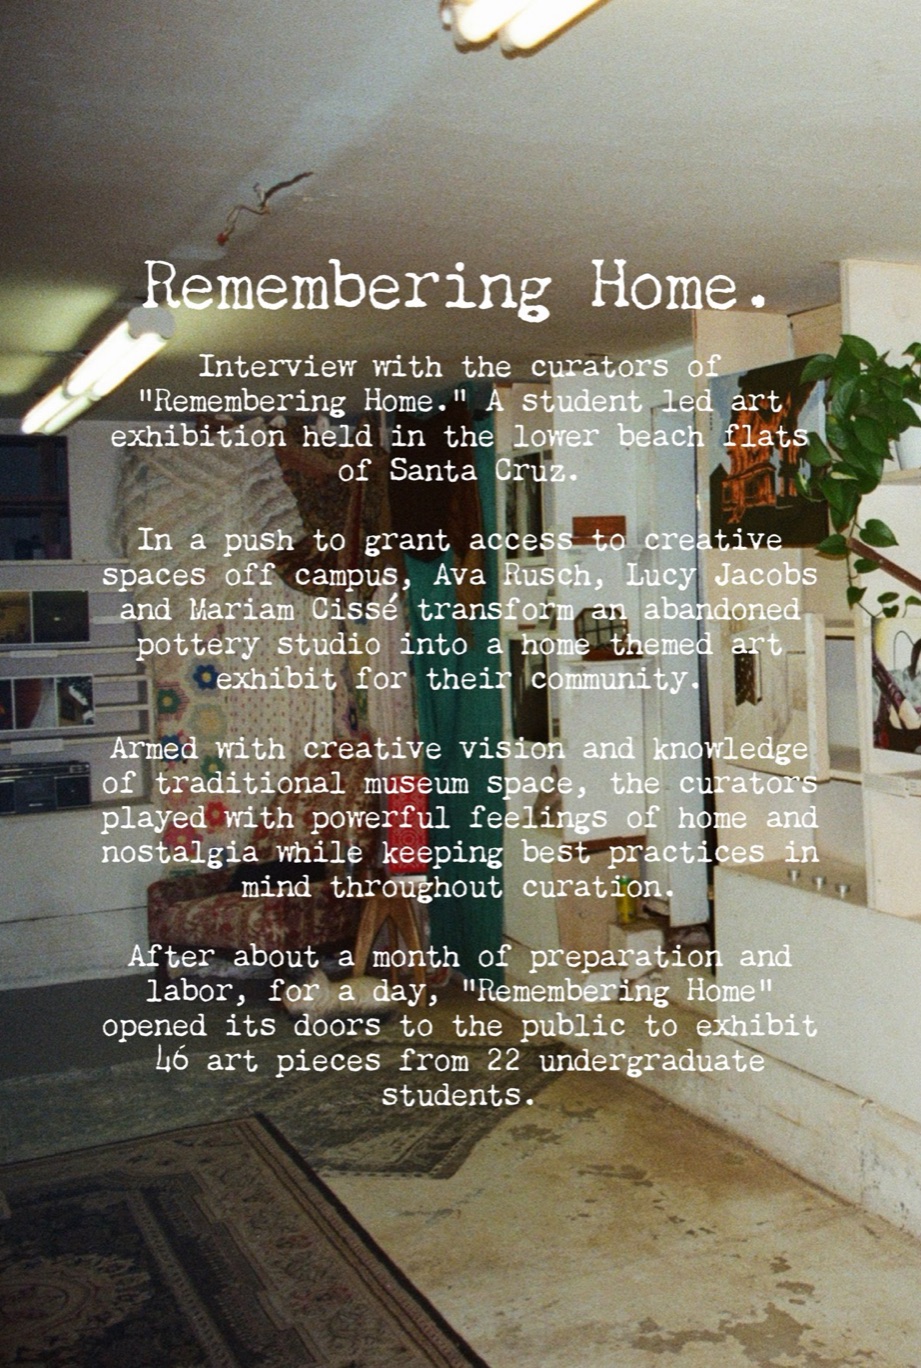 Remembering Home.
Interview with the curators of
"Remembering Home." A student led art
exhibition held in the lower beach flats
of Santa Cruz.
In a push to grant access to creative
spaces off campus, Ava Rusch, Lucy Jacobs
and Mariam Cissé transform an abandoned
pottery studio into a home themed art
exhibit for their community.
Armed with creative vision and knowledge
of traditional museum space, the curators
played with powerful feelings of home and
nostalgia while keeping best practices in
mind throughout curation.
After about a month of preparation and
labor, for a day, "Remembering Home"
opened its doors to the public to exhibit
46 art pieces from 22 undergraduate
students.